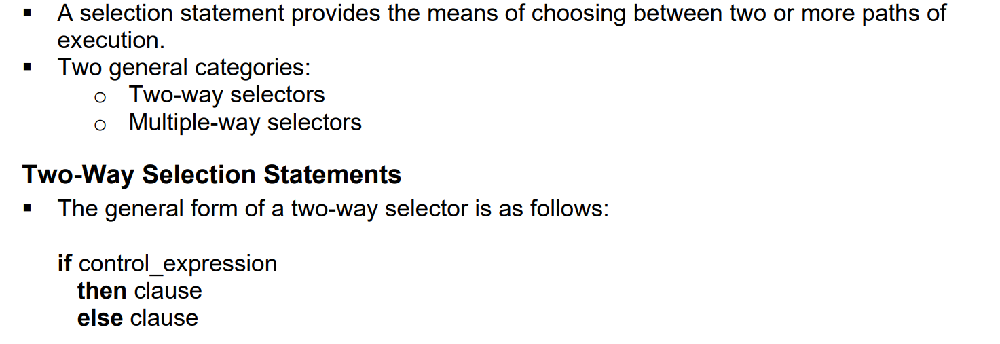 ▪ A selection statement provides the means of choosing between two or more paths of
execution.
▪ Two general categories:
o Two-way selectors
o Multiple-way selectors
Two-Way Selection Statements
▪ The general form of a two-way selector is as follows:
if control_expression
then clause
else clause